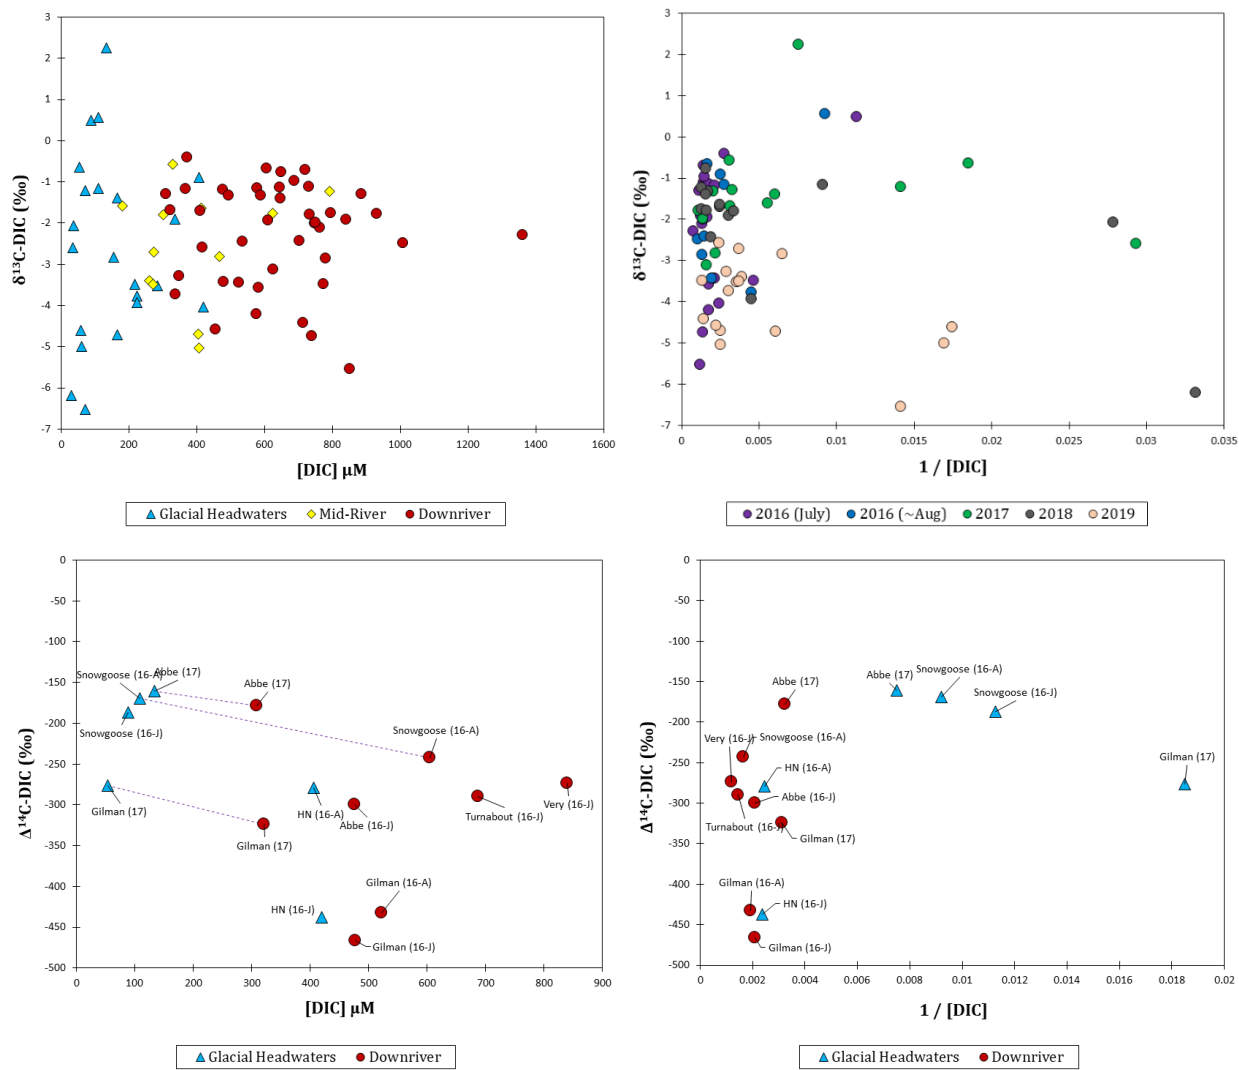 3
2
1
0
-1
-2
-3
-4
-5
-6
-7
δ¹³C-DIC (‰)
0 200 400 600 800 1000 1200 1400 1600
[DIC] µM
Glacial Headwaters Mid-River Downriver
3
2
1
0
-1
-2
-3
-4
-5
-6
-7
δ¹³C-DIC (‰)
0 0.005 0.01 0.015 0.02 0.025 0.03 0.035
1 / [DIC]
2016 (July) 2016 (~Aug) 2017 2018 2019
0
-50
-100
-150
-200
-250
-300
-350
-400
-450
-500
Δ¹⁴C-DIC (‰)
Snowgoose (16-A)
Abbe (17)
Abbe (17)
Snowgoose (16-J)
Snowgoose (16-A)
Gilman (17)
HN (16-A)
Abbe (16-J)
Turnabout (16-J)
Very (16-J)
Gilman (17)
Gilman (16-A)
HN (16-J)
Gilman (16-J)
0 100 200 300 400 500 600 700 800 900
[DIC] µM
Glacial Headwaters Downriver
0
-50
-100
-150
-200
-250
-300
-350
-400
-450
-500
Δ¹⁴C-DIC (‰)
Abbe (17)
Abbe (17)
Snowgoose (16-A)
Snowgoose (16-J)
Very (16-J)
Snowgoose (16-A)
Gilman (17)
HN (16-A)
Abbe (16-J)
Turnabout (16-J)
Gilman (17)
Gilman (16-A)
HN (16-J)
Gilman (16-J)
0 0.002 0.004 0.006 0.008 0.01 0.012 0.014 0.016 0.018 0.02
1 / [DIC]
Glacial Headwaters Downriver